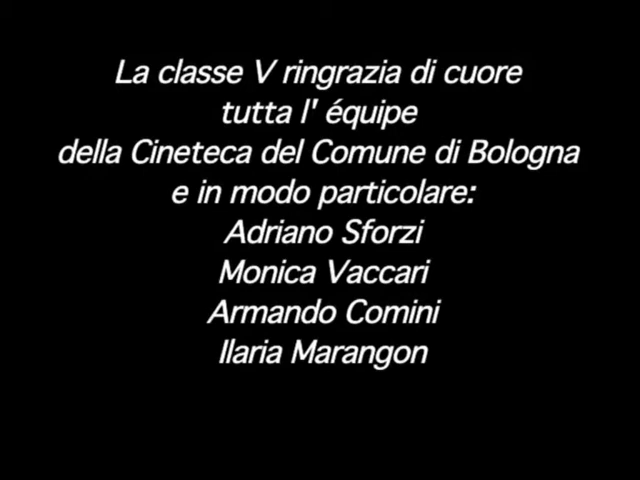 La classe V ringrazia di cuore
tutta l' équipe
della Cineteca del Comune di Bologna
e in modo particolare:
Adriano Sforzi
Monica Vaccari
Armando Comini
Ilaria Marangon